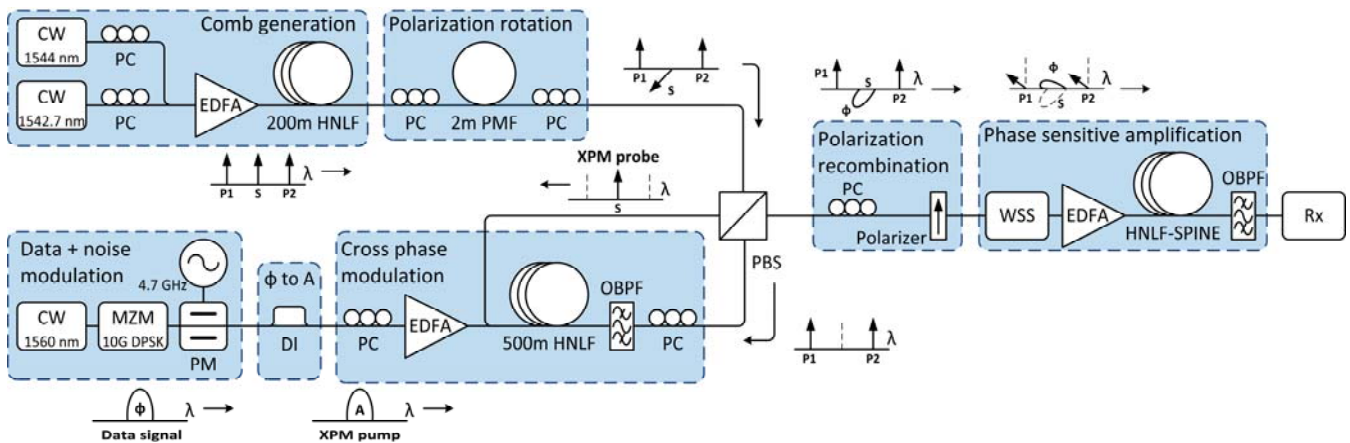 Comb generation
CW
1544 nm
PC
CW
1542.7 nm
PC
EDFA
200m HNLF
P1 S P2 λ
Polarization rotation
PC
2m PMF
PC
P1 S P2 λ
XPM probe
S λ
Data + noise
modulation
4.7 GHz
CW
1560 nm
MZM
10G DPSK
PM
ϕ λ
Data signal
ϕ to A
DI
A λ
XPM pump
Cross phase
modulation
PC
EDFA
500m HNLF
OBPF
PC
PBS
P1 P2 λ
P1 S P2 λ
ϕ
Polarization
recombination
PC
Polarizer
ϕ
P1 S P2 λ
Phase sensitive amplification
WSS
EDFA
HNLF-SPINE
OBPF
Rx